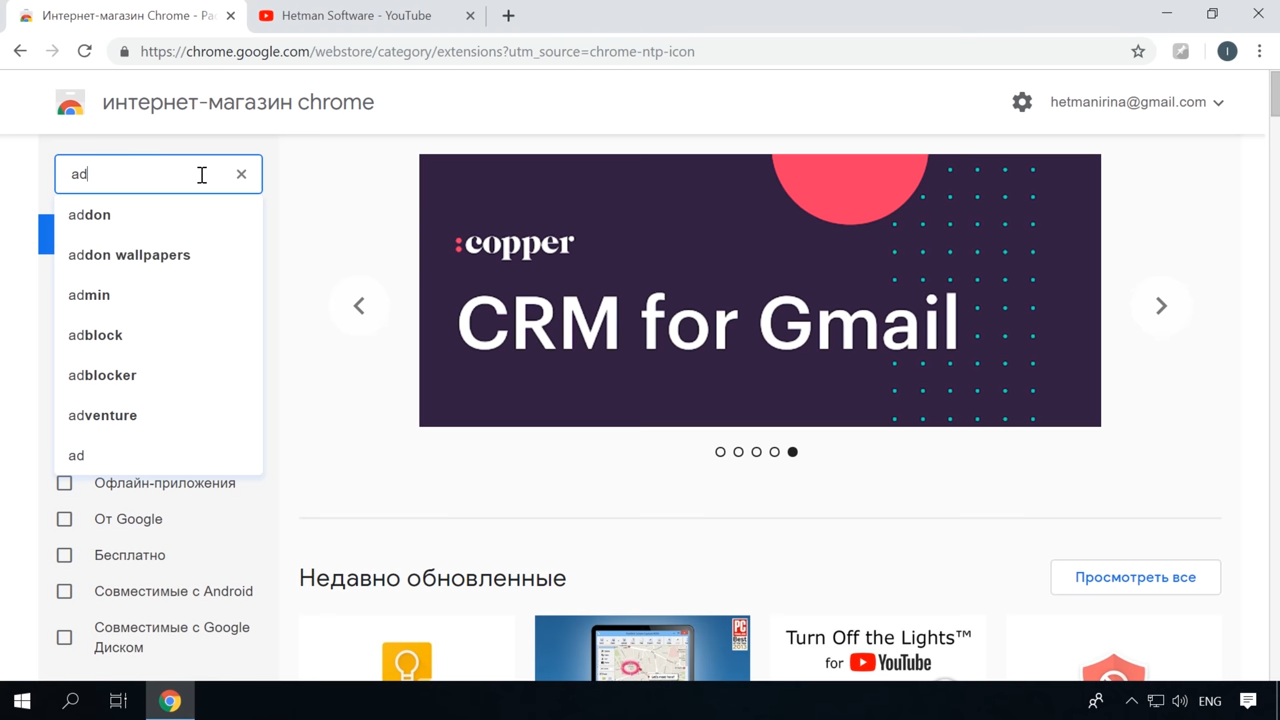 Интернет-магазин Chrome - Рас
Hetman Software - YouTube
https://chrome.google.com/webstore/category/extensions?utm_source=chrome-ntp-icon
I
интернет-магазин chrome
hetmanirina@gmail.com
ad
addon
addon wallpapers
admin
adblock
adblocker
adventure
ad
Офлайн-приложения
От Google
Бесплатно
Совместимые с Android
Совместимые с Google
Диском
:copper
CRM for Gmail
Недавно обновленные
Просмотреть все
Turn Off the Lights™
for YouTube
ENG